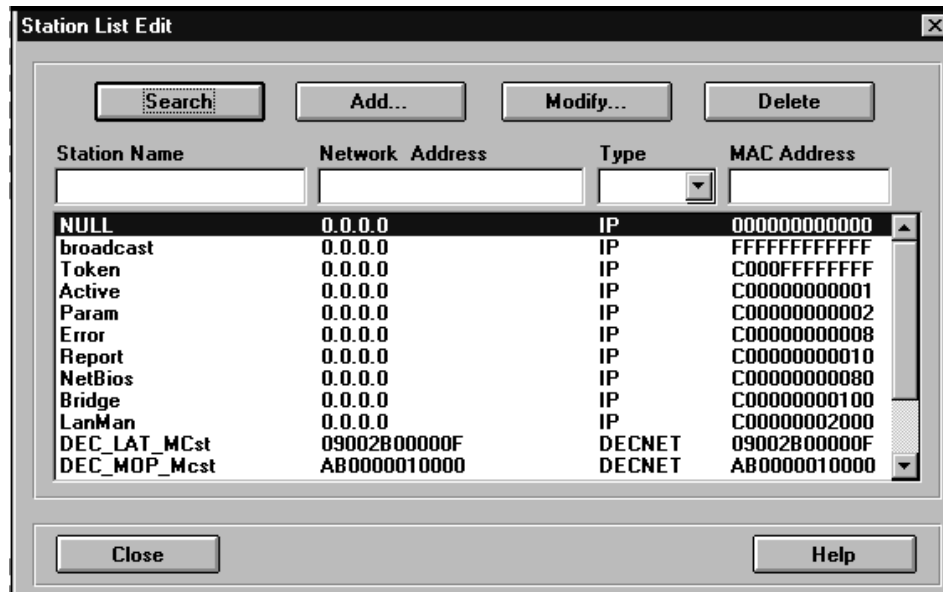 Station List Edit
Search Add... Modify... Delete
Station Name Network Address Type MAC Address
NULL 0.0.0.0 IP 000000000000
broadcast 0.0.0.0 IP FFFFFFFFFFFF
Token 0.0.0.0 IP C000FFFFFFFF
Active 0.0.0.0 IP C00000000001
Param 0.0.0.0 IP C00000000002
Error 0.0.0.0 IP C00000000008
Report 0.0.0.0 IP C00000000010
NetBios 0.0.0.0 IP C00000000080
Bridge 0.0.0.0 IP C00000000100
LanMan 0.0.0.0 IP C00000002000
DEC_LAT_MCst 09002B00000F DECNET 09002B00000F
DEC_MOP_Mcst AB0000010000 DECNET AB0000010000
Close Help